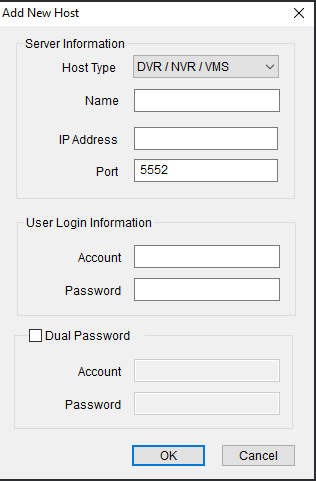 Add New Host
Server Information
Host Type DVR / NVR / VMS
Name
IP Address
Port 5552
User Login Information
Account
Password
Dual Password
Account
Password
OK Cancel